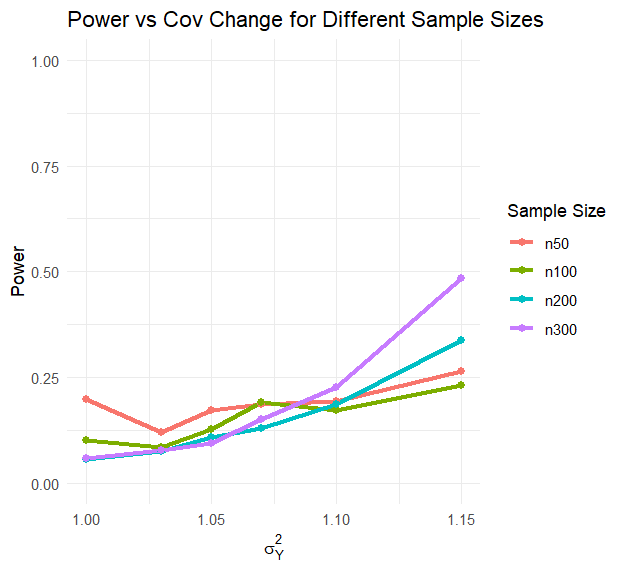 Power vs Cov Change for Different Sample Sizes
1.00
0.75
0.50
0.25
0.00
Power
1.00 1.05 1.10 1.15
σ²_Y
Sample Size
n50
n100
n200
n300